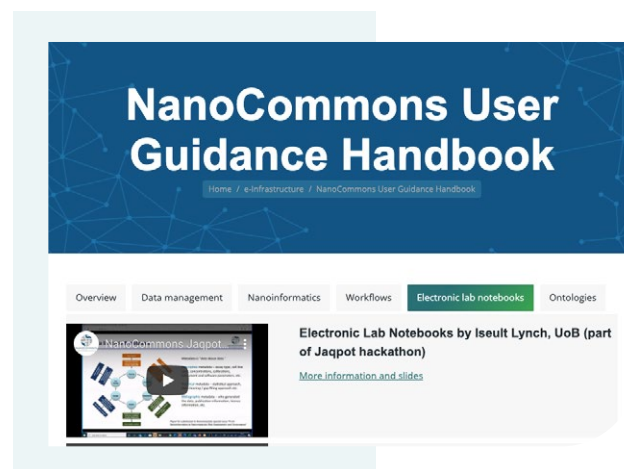 NanoCommons User
Guidance Handbook
Home / e-Infrastructure / NanoCommons User Guidance Handbook
Overview
Data management
Nanoinformatics
Workflows
Electronic lab notebooks
Ontologies
NanoCommons Jaqpot...
Electronic Lab Notebooks by Iseult Lynch, UoB (part
of Jaqpot hackathon)
More information and slides